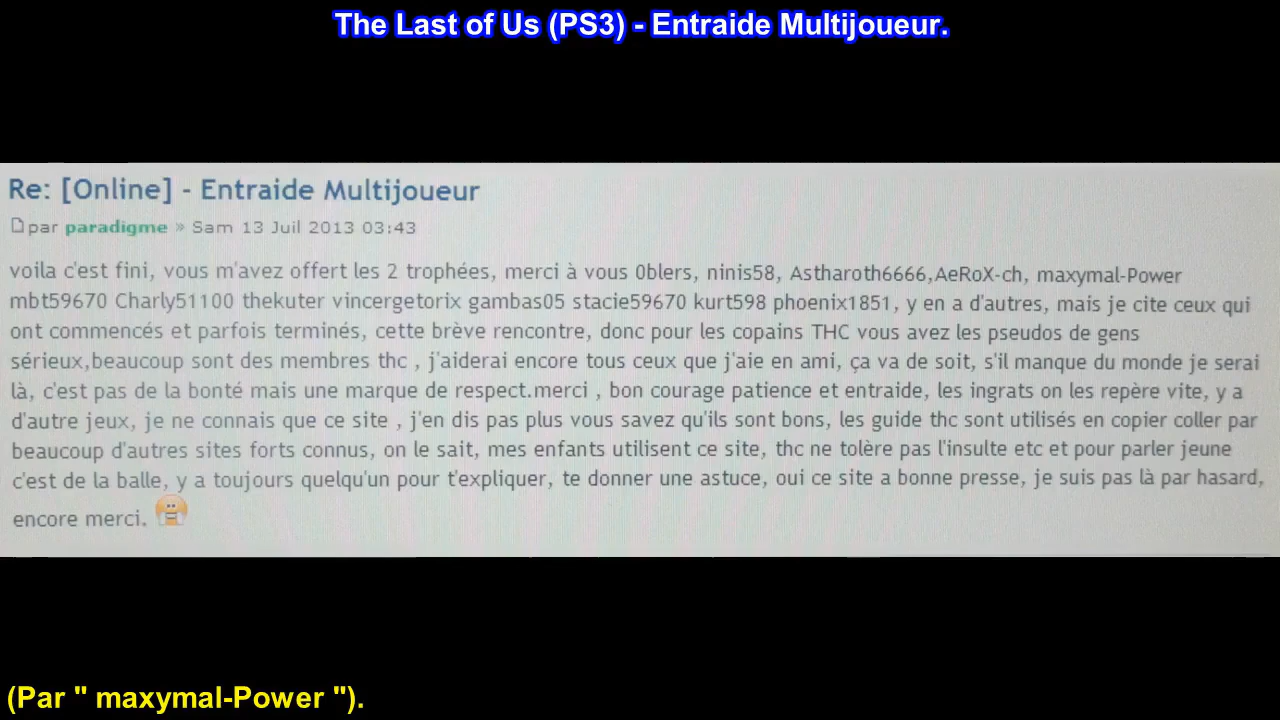 The Last of Us (PS3) - Entraide Multijoueur.
Re: [Online] - Entraide Multijoueur
par paradigme » Sam 13 Juil 2013 03:43
voila c'est fini, vous m'avez offert les 2 trophées, merci à vous 0blers, ninis58, Astharoth6666,AeRoX-ch, maxymal-Power
mbt59670 Charly51100 thekuter vincergetorix gambas05 stacie59670 kurt598 phoenix1851, y en a d'autres, mais je cite ceux qui
ont commencés et parfois terminés, cette brève rencontre, donc pour les copains THC vous avez les pseudos de gens
sérieux,beaucoup sont des membres thc , j'aiderai encore tous ceux que j'aie en ami, ça va de soit, s'il manque du monde je serai
là, c'est pas de la bonté mais une marque de respect.merci , bon courage patience et entraide, les ingrats on les repère vite, y a
d'autre jeux, je ne connais que ce site , j'en dis pas plus vous savez qu'ils sont bons, les guide thc sont utilisés en copier coller par
beaucoup d'autres sites forts connus, on le sait, mes enfants utilisent ce site, thc ne tolère pas l'insulte etc et pour parler jeune
c'est de la balle, y a toujours quelqu'un pour t'expliquer, te donner une astuce, oui ce site a bonne presse, je suis pas là par hasard,
encore merci.
(Par " maxymal-Power ").